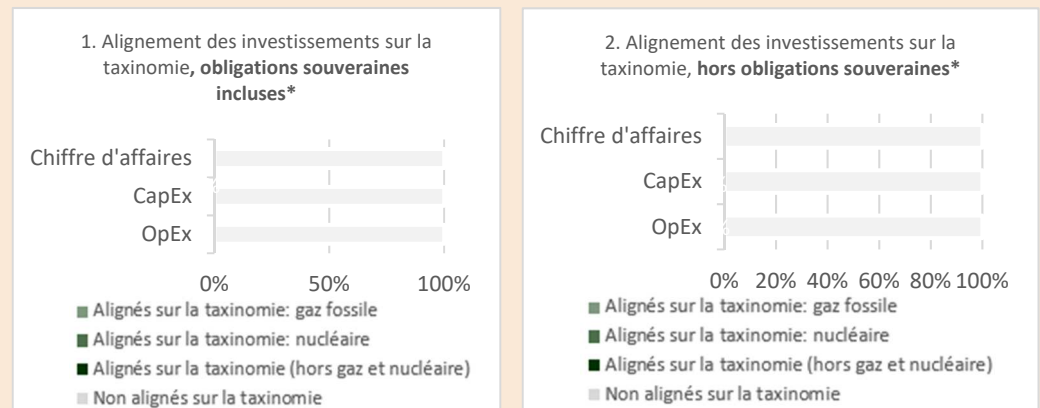 1. Alignement des investissements sur la
taxinomie, obligations souveraines
incluses*
Chiffre d'affaires
CapEx
OpEx
0% 50% 100%
Alignés sur la taxinomie: gaz fossile
Alignés sur la taxinomie: nucléaire
Alignés sur la taxinomie (hors gaz et nucléaire)
Non alignés sur la taxinomie
2. Alignement des investissements sur la
taxinomie, hors obligations souveraines*
Chiffre d'affaires
CapEx
OpEx
0% 20% 40% 60% 80% 100%
Alignés sur la taxinomie: gaz fossile
Alignés sur la taxinomie: nucléaire
Alignés sur la taxinomie (hors gaz et nucléaire)
Non alignés sur la taxinomie